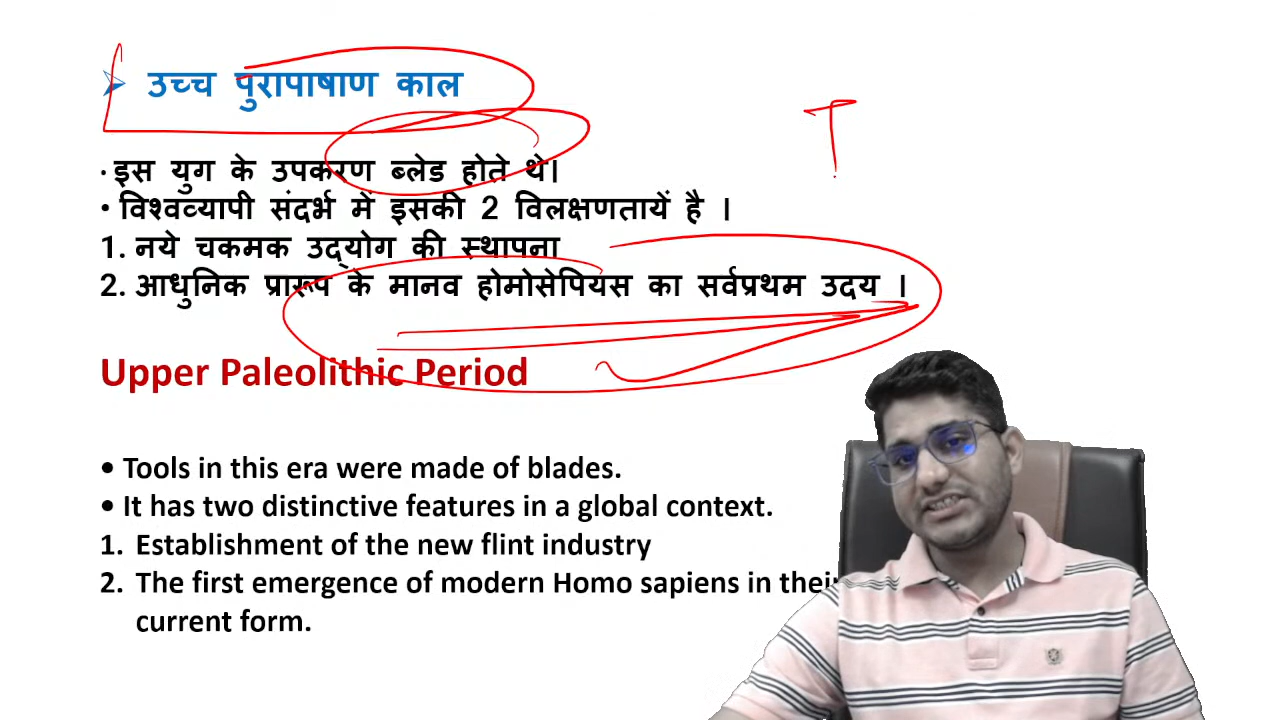 ➤ उच्च पुरापाषाण काल
• इस युग के उपकरण ब्लेड होते थे।
• विश्वव्यापी संदर्भ में इसकी 2 विलक्षणतायें है ।
1. नये चकमक उद्योग की स्थापना
2. आधुनिक प्रारूप के मानव होमोसेपियस का सर्वप्रथम उदय ।
T
Upper Paleolithic Period
• Tools in this era were made of blades.
• It has two distinctive features in a global context.
1. Establishment of the new flint industry
2. The first emergence of modern Homo sapiens in their
current form.